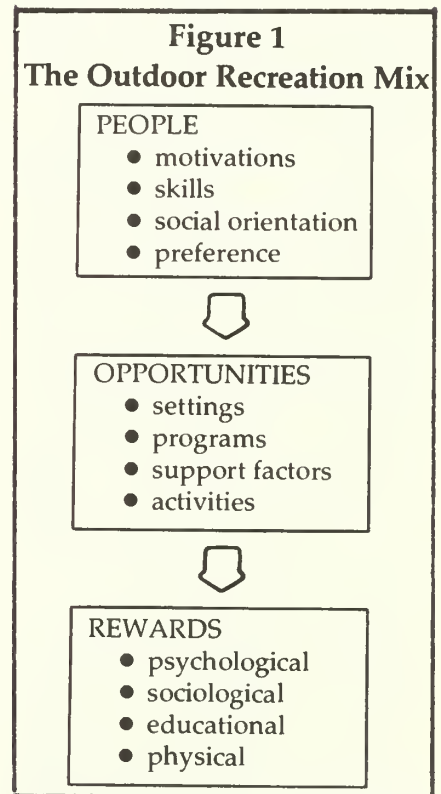 Figure 1
The Outdoor Recreation Mix
PEOPLE
● motivations
● skills
● social orientation
● preference
OPPORTUNITIES
● settings
● programs
● support factors
● activities
REWARDS
● psychological
● sociological
● educational
● physical